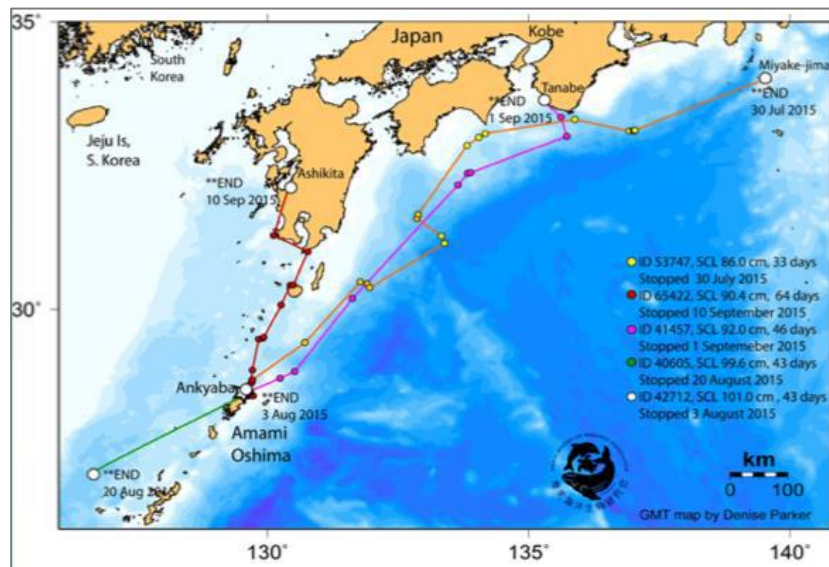 35°
30°
130°
135°
140°
South
Korea
Jeju Is,
S. Korea
Japan
Kobe
Tanabe
**END
1 Sep 2015
Miyake-jima
**END
30 Jul 2015
Ashikita
**END
10 Sep 2015
Ankyaba
**END
3 Aug 2015
Amami
Oshima
**END
20 Aug 2015
ID 53747, SCL 86.0 cm, 33 days
Stopped 30 July 2015
ID 65422, SCL 90.4 cm, 64 days
Stopped 10 September 2015
ID 41457, SCL 92.0 cm, 46 days
Stopped 1 Septemeber 2015
ID 40605, SCL 99.6 cm, 43 days
Stopped 20 August 2015
ID 42712, SCL 101.0 cm , 43 days
Stopped 3 August 2015
km
0 100
GMT map by Denise Parker